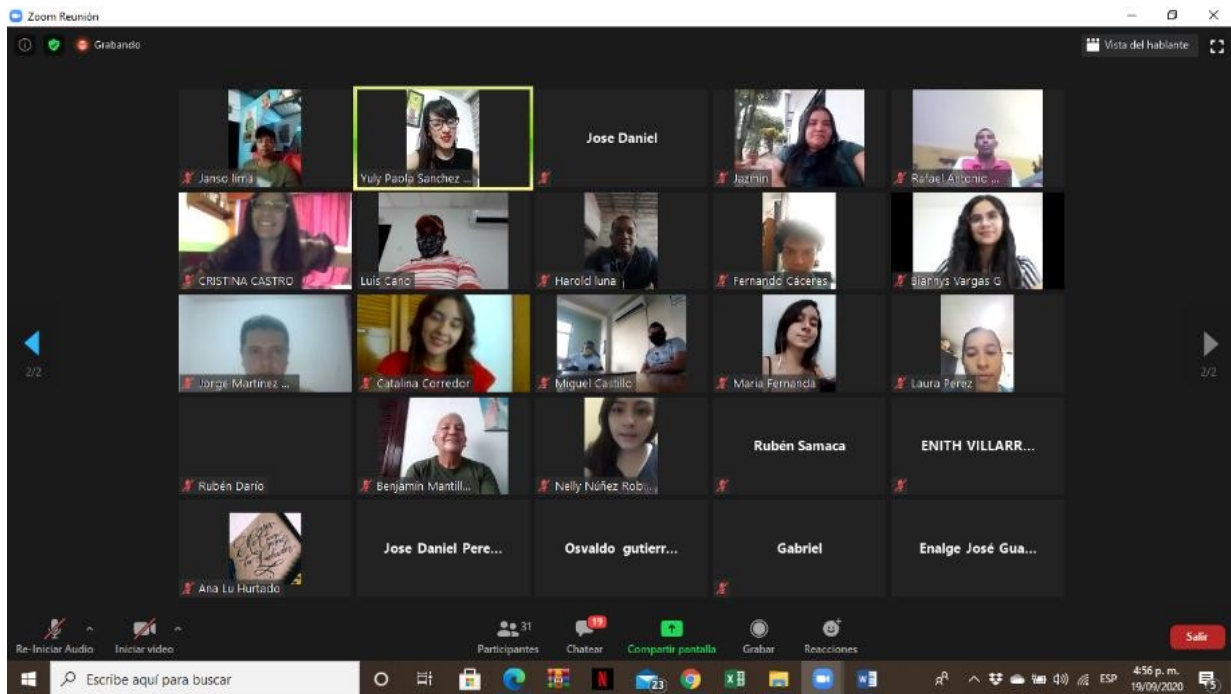 Zoom Reunión
Grabando
Vista del hablante
Janso lima
Yuly Paola Sanchez ...
Jose Daniel
Jazmin
Rafael Antonio ...
CRISTINA CASTRO
Luis Cano
Harold luna
Fernando Cáceres
Biannys Vargas G
Jorge Martinez ...
Catalina Corredor
Miguel Castillo
Maria Fernanda
Laura Perez
2/2
2/2
Rubén Darío
Benjamín Mantill...
Nelly Núñez Rob...
Rubén Samaca
ENITH VILLARR...
Ana Lu Hurtado
Jose Daniel Pere...
Osvaldo gutierr...
Gabriel
Enalge José Gua...
Re-Iniciar Audio
Iniciar video
31
Participantes
19
Chatear
Compartir pantalla
Grabar
Reacciones
Salir
Escribe aquí para buscar
23
ESP
4:56 p. m.
19/09/2020
5